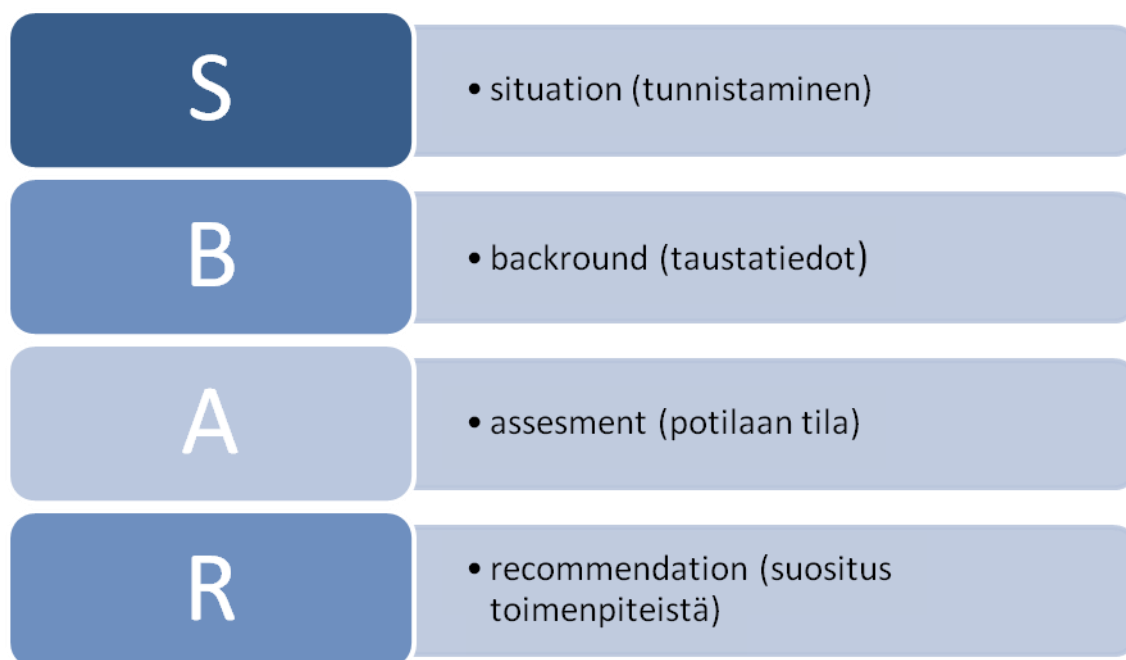 S
• situation (tunnistaminen)
B
• backround (taustatiedot)
A
• assesment (potilaan tila)
R
• recommendation (suositus
toimenpiteistä)